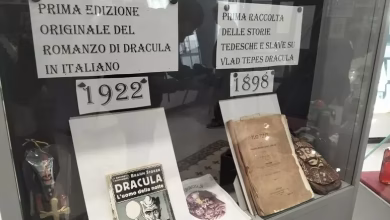 PRIMA EDIZIONE
ORIGINALE DEL
ROMANZO DI DRACULA
IN ITALIANO
1922
PRIMA RACCOLTA
DELLE STORIE
TEDESCHE E SLAVE SU
VLAD TEPES DRACULA
1898
DRACULA
L'uomo della notte